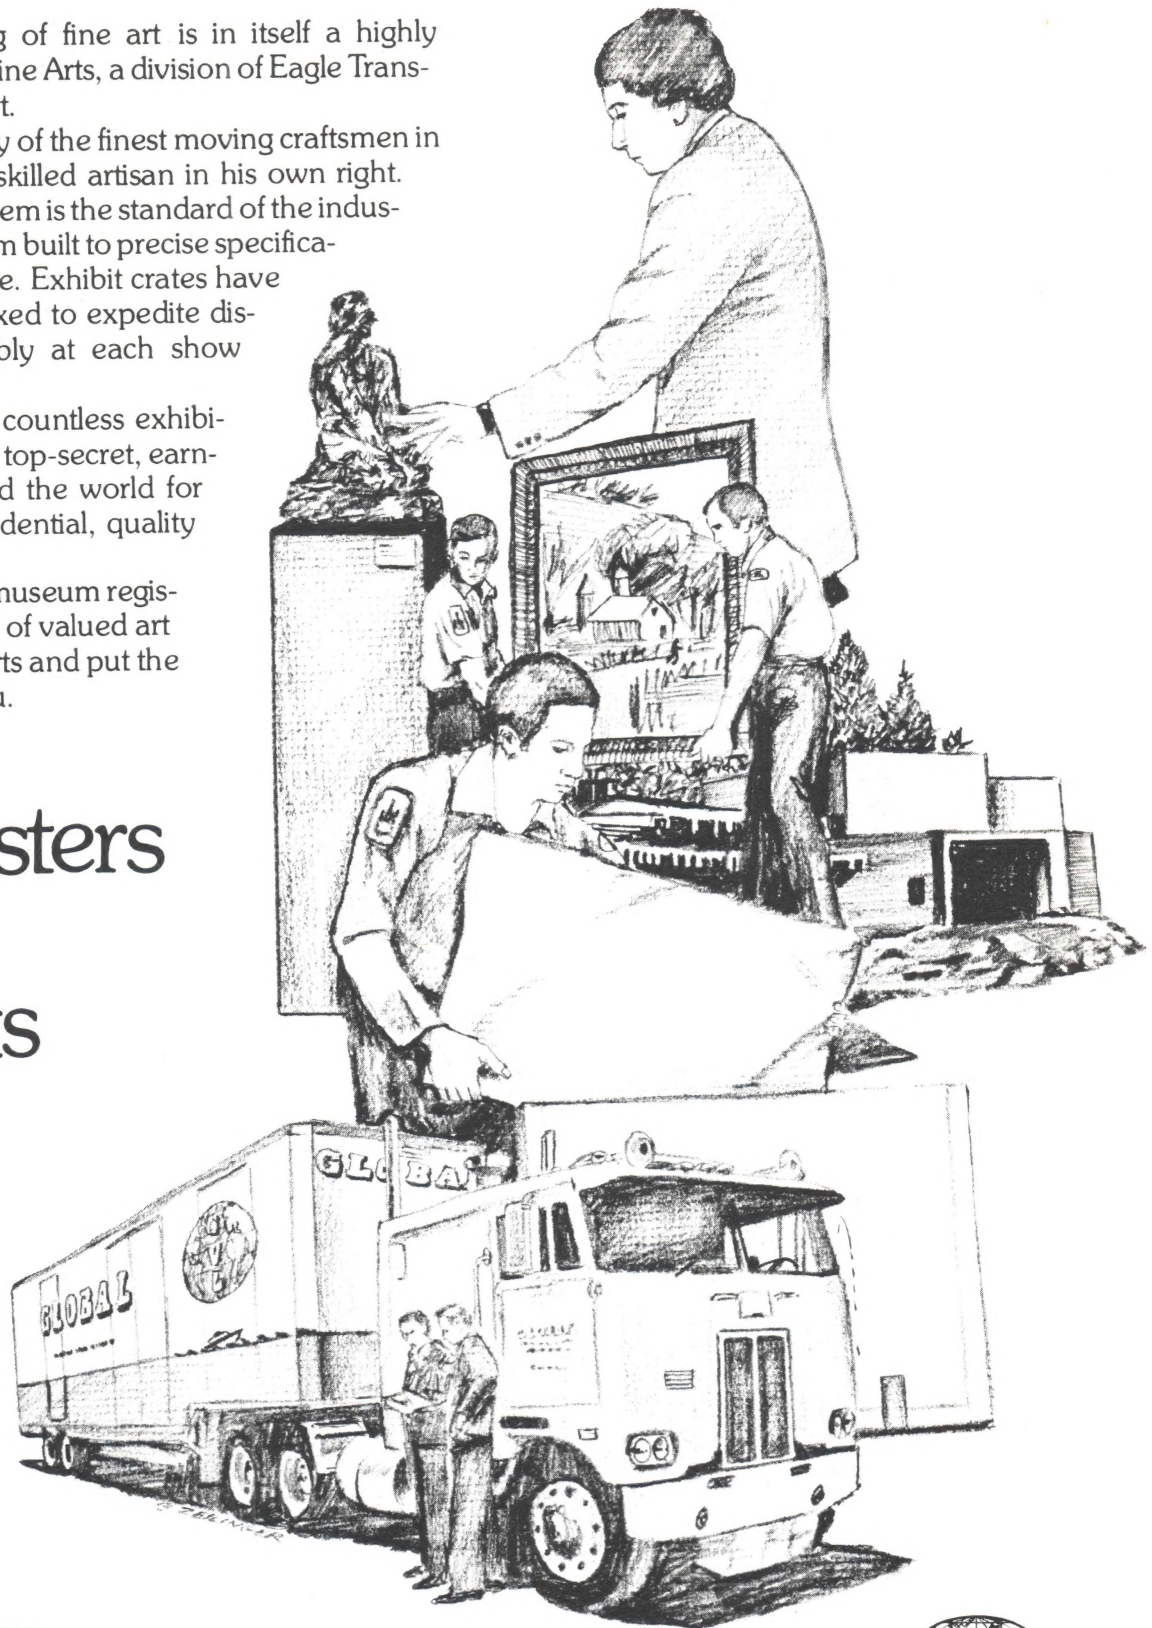 of fine art is in itself a highly
ine Arts, a division of Eagle Trans-
t.
y of the finest moving craftsmen in
skilled artisan in his own right.
em is the standard of the indus-
m built to precise specifica-
e. Exhibit crates have
xed to expedite dis-
bly at each show
countless exhibi-
top-secret, earn-
d the world for
dential, quality
museum regis-
of valued art
rts and put the
u.
sters
ts
GLOBAL
GLOBAL